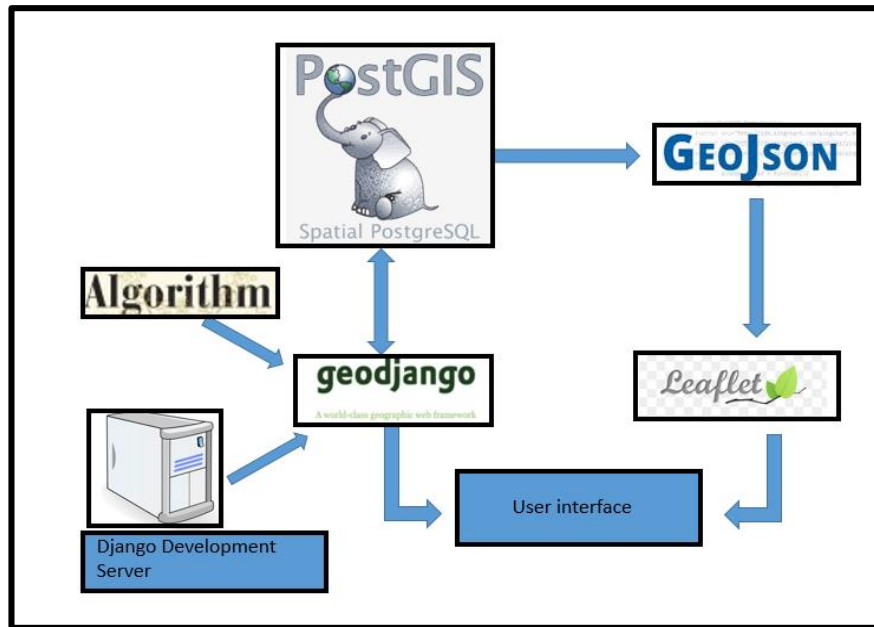 PostGIS
Spatial PostgreSQL
GEOJSON
Algorithm
geodjango
A world-class geographic web framework
Leaflet
User interface
Django Development
Server